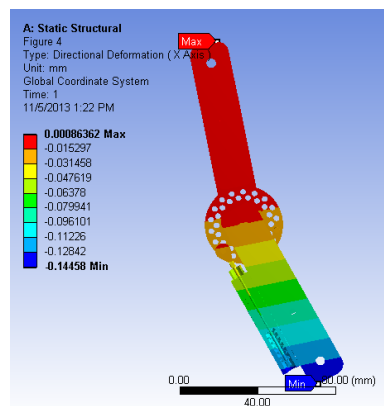 A: Static Structural
Figure 4
Type: Directional Deformation ( X Axis )
Unit: mm
Global Coordinate System
Time: 1
11/5/2013 1:22 PM
Max
0.00086362 Max
-0.015297
-0.031458
-0.047619
-0.06378
-0.079941
-0.096101
-0.11226
-0.12842
-0.14458 Min
Min
0.00
00.00 (mm)
40.00